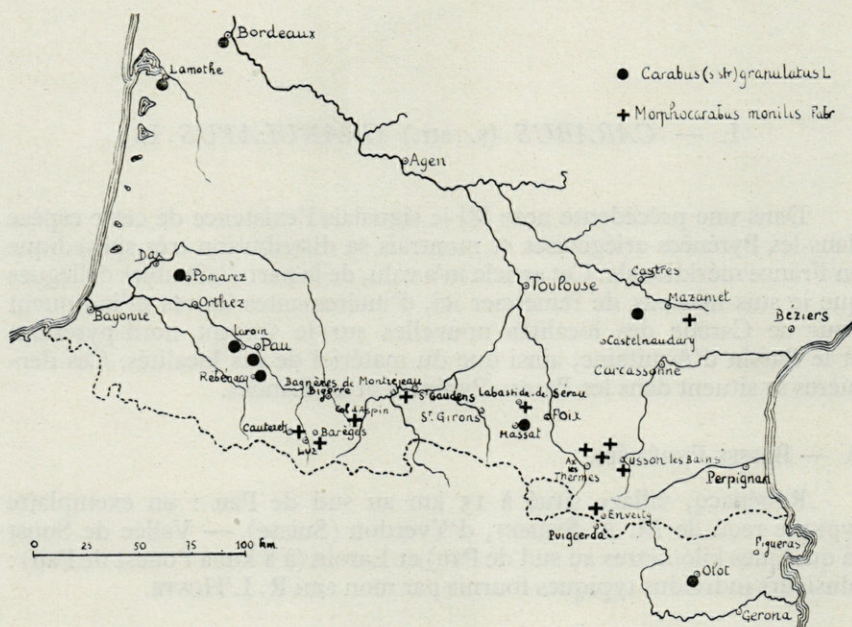 Bordeaux
Lamothe
● Carabus (s str) granulatus L
+ Morphocarabus monilis Fabr
Agen
Dax
Pomarez
Orthez
Bayonne
Laroin
Pau
Rébénacq
Toulouse
Castres
Mazamet
Castelnaudary
Carcassonne
Béziers
Bagnères de Bigorre
Montrejeau
St Gaudens
St Girons
Labastide-de-Sérou
Foix
Massat
Col d'Aspin
Cauterets
Luz
Barèges
Ax les Thermes
Usson les Bains
Perpignan
Enveitg
Puigcerda
Figueras
Olot
Gerona
0 25 50 75 100 Km.